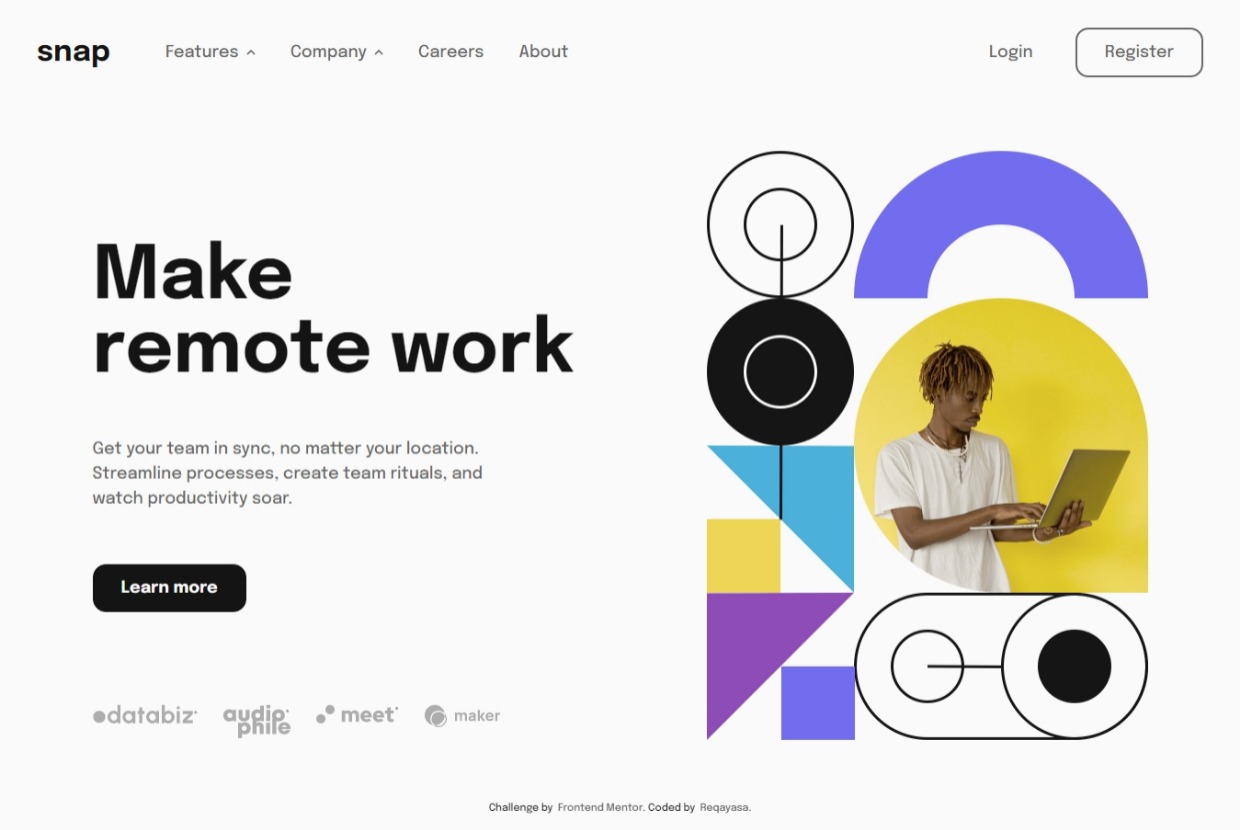 snap Features Company Careers About Login Register
Make
remote work
Get your team in sync, no matter your location.
Streamline processes, create team rituals, and
watch productivity soar.
Learn more
databiz audiophile meet maker
Challenge by Frontend Mentor. Coded by Reqayasa.